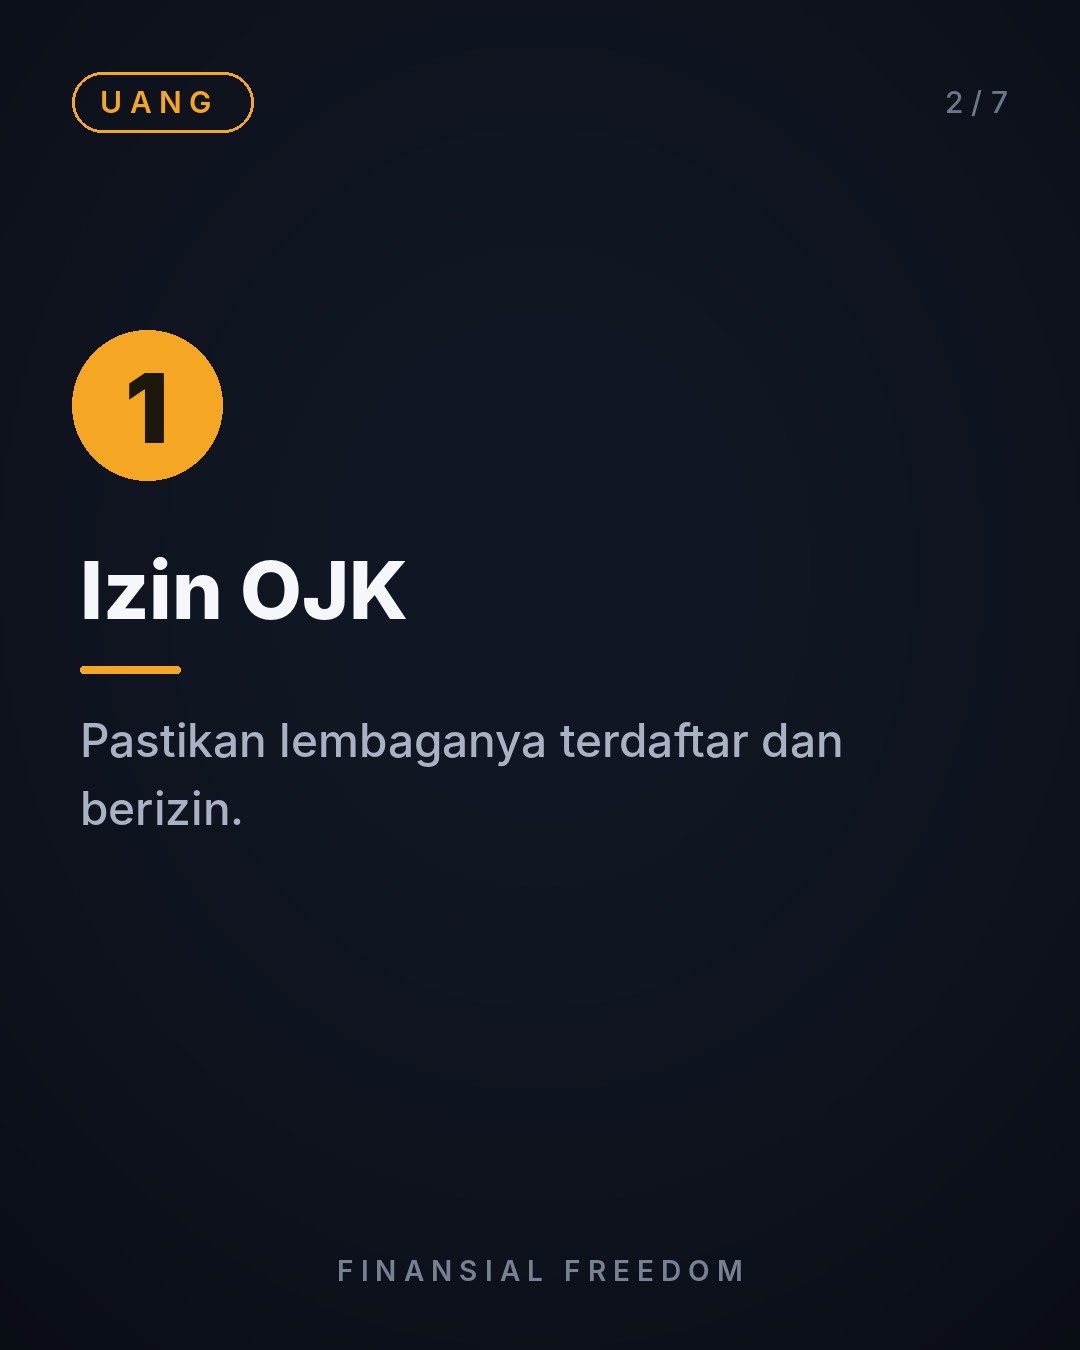 UANG
2 / 7
1
Izin OJK
Pastikan lembaganya terdaftar dan
berizin.
FINANSIAL FREEDOM